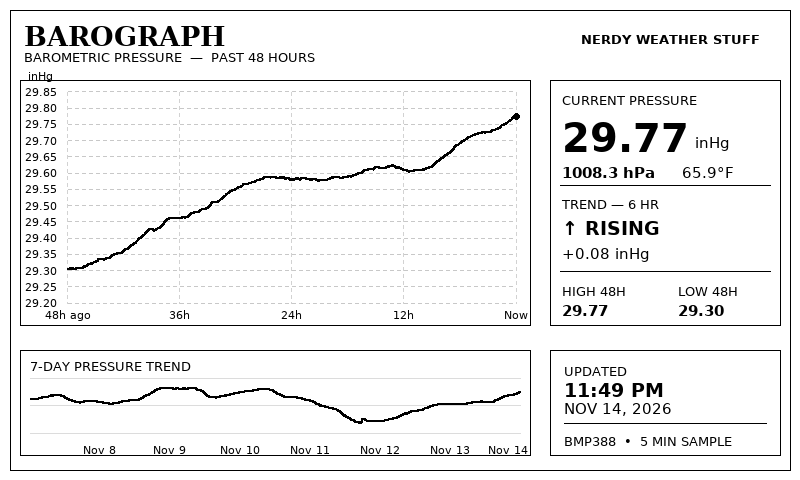 BAROGRAPH
BAROMETRIC PRESSURE — PAST 48 HOURS
NERDY WEATHER STUFF
inHg
29.85
29.80
29.75
29.70
29.65
29.60
29.55
29.50
29.45
29.40
29.35
29.30
29.25
29.20
48h ago 36h 24h 12h Now
CURRENT PRESSURE
29.77 inHg
1008.3 hPa 65.9°F
TREND — 6 HR
↑ RISING
+0.08 inHg
HIGH 48H LOW 48H
29.77 29.30
7-DAY PRESSURE TREND
Nov 8 Nov 9 Nov 10 Nov 11 Nov 12 Nov 13 Nov 14
UPDATED
11:49 PM
NOV 14, 2026
BMP388 • 5 MIN SAMPLE